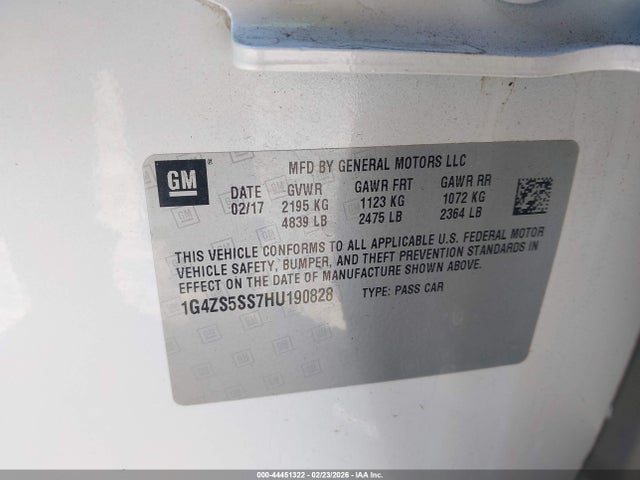 GM
MFD BY GENERAL MOTORS LLC
DATE GVWR GAWR FRT GAWR RR
02/17 2195 KG 1123 KG 1072 KG
4839 LB 2475 LB 2364 LB
THIS VEHICLE CONFORMS TO ALL APPLICABLE U.S. FEDERAL MOTOR
VEHICLE SAFETY, BUMPER, AND THEFT PREVENTION STANDARDS IN
EFFECT ON THE DATE OF MANUFACTURE SHOWN ABOVE.
1G4ZS5SS7HU190828 TYPE: PASS CAR
000-44451322 - 02/23/2026 - IAAI.COM